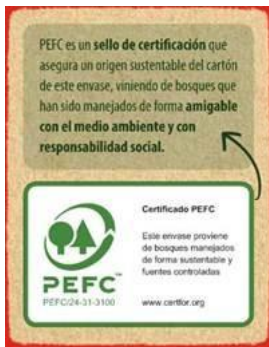 PEFC es un sello de certificación que
asegura un origen sustentable del cartón
de este envase, viniendo de bosques que
han sido manejados de forma amigable
con el medio ambiente y con
responsabilidad social.
Certificado PEFC
Este envase proviene
de bosques manejados
de forma sustentable y
fuentes controladas
www.certfor.org
PEFC™
PEFC/24-31-3100